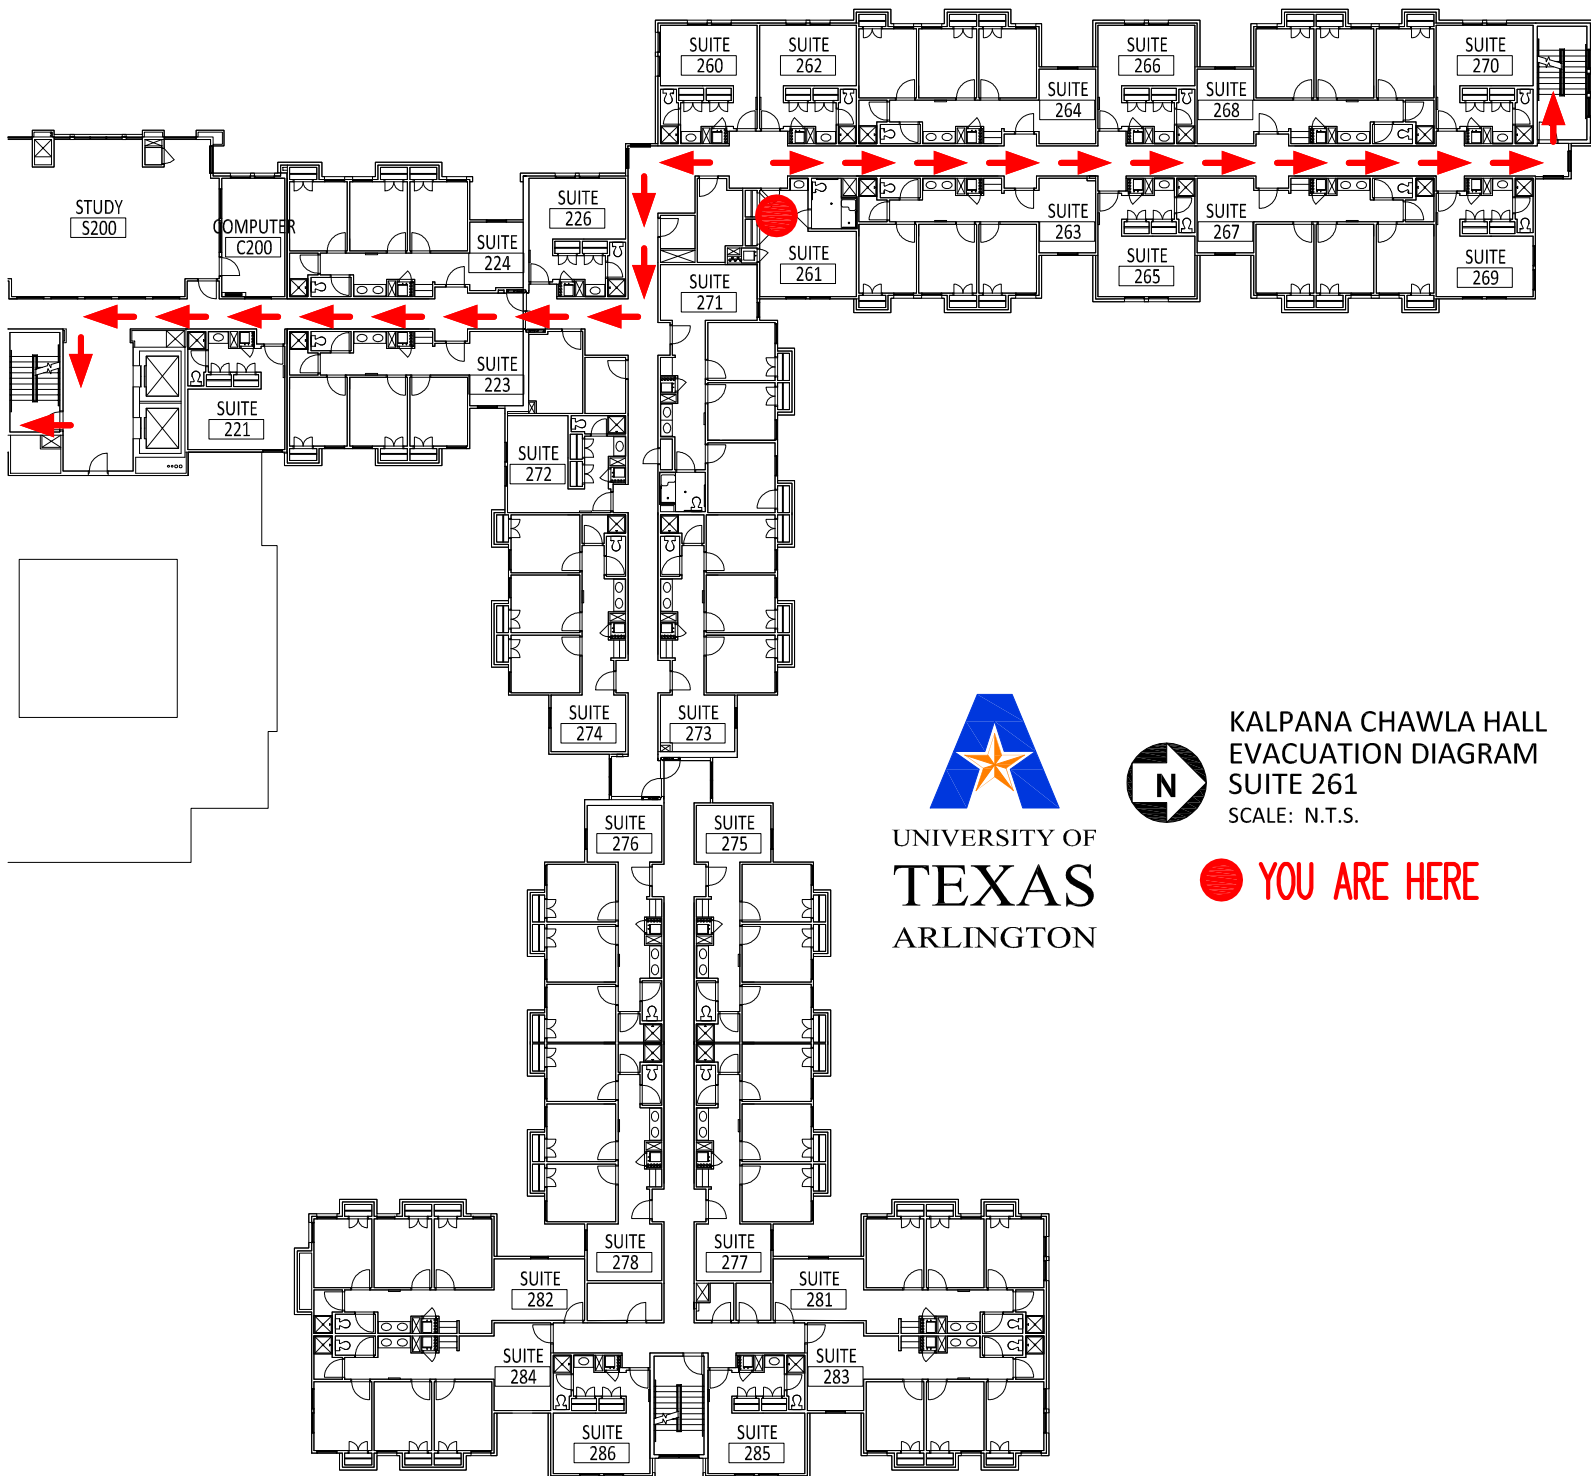 SUITE
260
SUITE
262
SUITE
264
SUITE
266
SUITE
268
SUITE
270
STUDY
S200
COMPUTER
C200
SUITE
224
SUITE
226
SUITE
261
SUITE
263
SUITE
265
SUITE
267
SUITE
269
SUITE
271
SUITE
221
SUITE
223
SUITE
272
SUITE
274
SUITE
273
SUITE
276
SUITE
275
UNIVERSITY OF
TEXAS
ARLINGTON
N
KALPANA CHAWLA HALL
EVACUATION DIAGRAM
SUITE 261
SCALE: N.T.S.
YOU ARE HERE
SUITE
278
SUITE
277
SUITE
282
SUITE
281
SUITE
284
SUITE
283
SUITE
286
SUITE
285